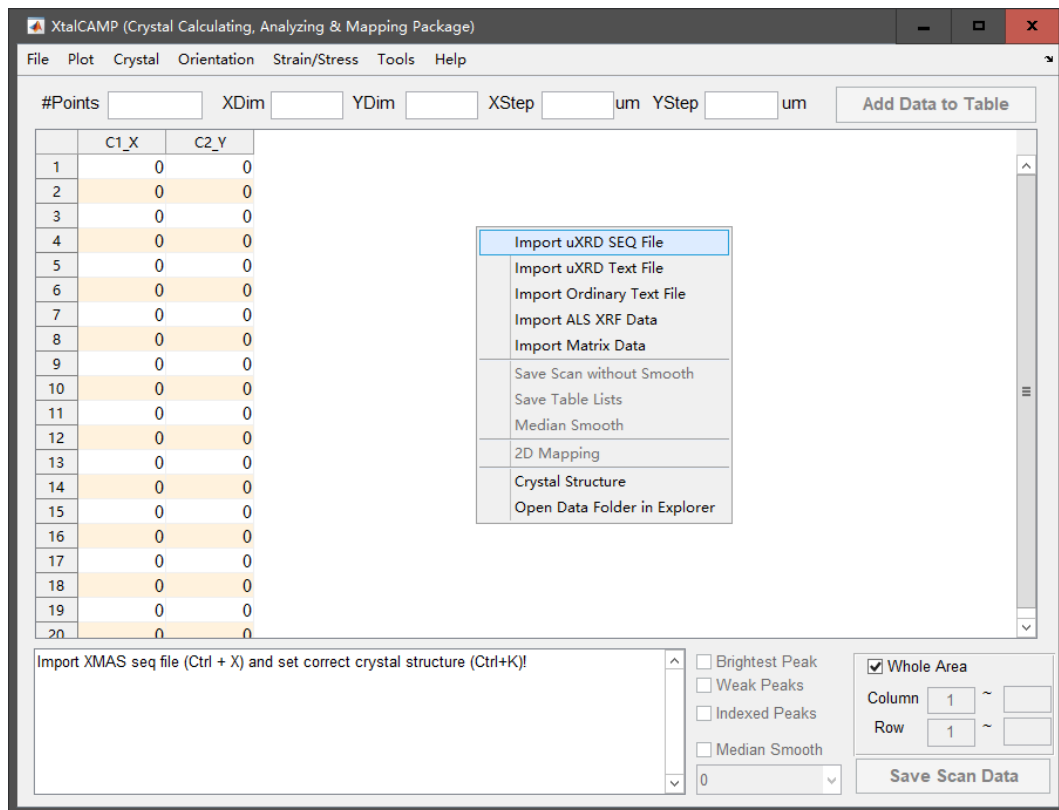 XtalCAMP (Crystal Calculating, Analyzing & Mapping Package)
File Plot Crystal Orientation Strain/Stress Tools Help
#Points XDim YDim XStep um YStep um Add Data to Table
C1_X C2_Y
1 0 0
2 0 0
3 0 0
4 0 0
5 0 0
6 0 0
7 0 0
8 0 0
9 0 0
10 0 0
11 0 0
12 0 0
13 0 0
14 0 0
15 0 0
16 0 0
17 0 0
18 0 0
19 0 0
20 0 0
Import uXRD SEQ File
Import uXRD Text File
Import Ordinary Text File
Import ALS XRF Data
Import Matrix Data
Save Scan without Smooth
Save Table Lists
Median Smooth
2D Mapping
Crystal Structure
Open Data Folder in Explorer
Import XMAS seq file (Ctrl + X) and set correct crystal structure (Ctrl+K)!
Brightest Peak
Weak Peaks
Indexed Peaks
Median Smooth
0
Whole Area
Column 1 ~
Row 1 ~
Save Scan Data